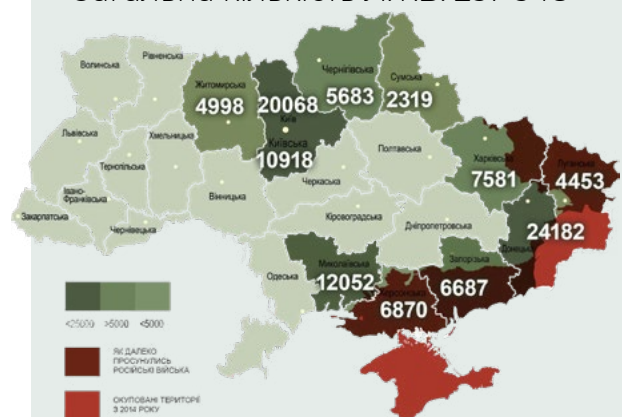 Волинська
Рівненська
Житомирська
4998
20068
Київ
Київська
10918
Чернігівська
5683
Сумська
2319
Львівська
Тернопільська
Хмельницька
Івано-
Франківська
Закарпатська
Чернівецька
Вінницька
Черкаська
Полтавська
Харківська
7581
Луганська
4453
Кіровоградська
Дніпропетровська
Донецька
24182
Одеська
Миколаївська
12052
Херсонська
6870
Запорізька
6687
<25000 >5000 <5000
ЯК ДАЛЕКО
ПРОСУНУЛИСЬ
РОСІЙСЬКІ ВІЙСЬКА
ОКУПОВАНІ ТЕРИТОРІЇ
З 2014 РОКУ